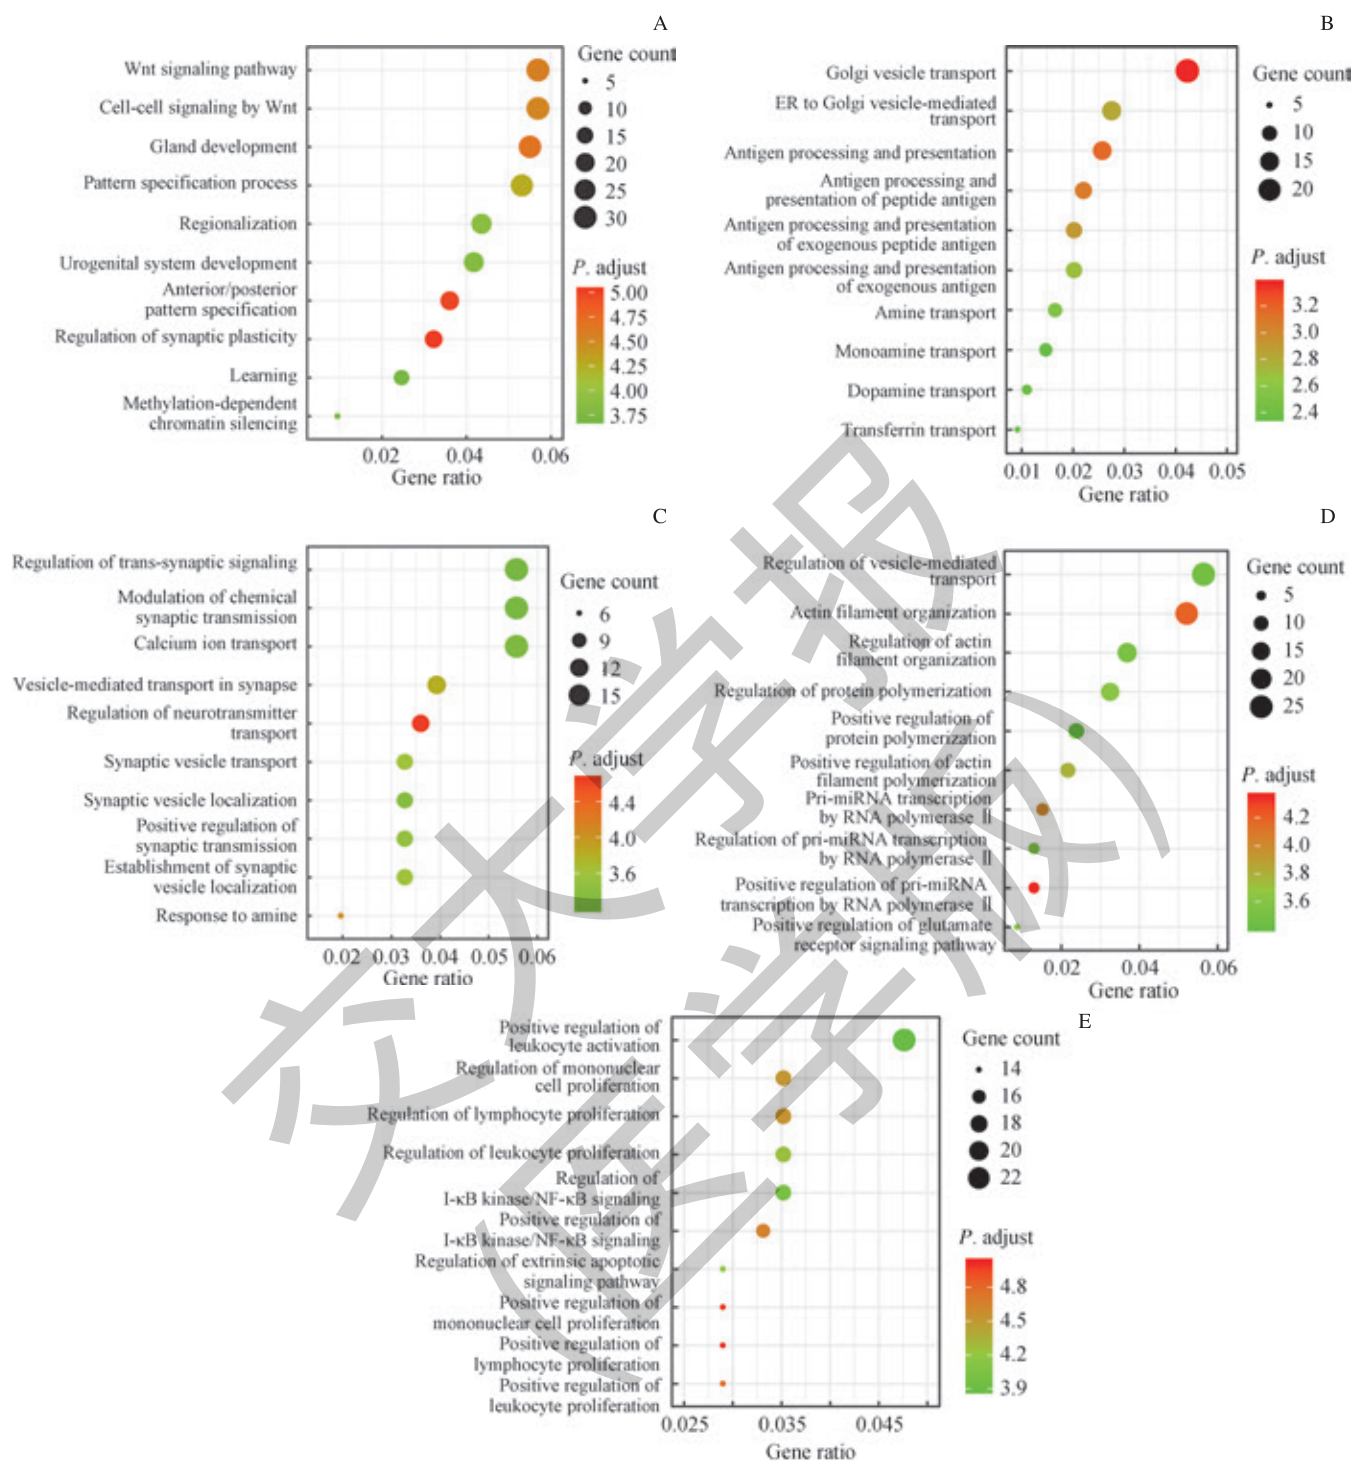 A
Wnt signaling pathway
Cell-cell signaling by Wnt
Gland development
Pattern specification process
Regionalization
Urogenital system development
Anterior/posterior
pattern specification
Regulation of synaptic plasticity
Learning
Methylation-dependent
chromatin silencing
0.02 0.04 0.06
Gene ratio
Gene count
5
10
15
20
25
30
P. adjust
5.00
4.75
4.50
4.25
4.00
3.75
B
Golgi vesicle transport
ER to Golgi vesicle-mediated
transport
Antigen processing and presentation
Antigen processing and
presentation of peptide antigen
Antigen processing and presentation
of exogenous peptide antigen
Antigen processing and presentation
of exogenous antigen
Amine transport
Monoamine transport
Dopamine transport
Transferrin transport
0.01 0.02 0.03 0.04 0.05
Gene ratio
Gene count
5
10
15
20
P. adjust
3.2
3.0
2.8
2.6
2.4
C
Regulation of trans-synaptic signaling
Modulation of chemical
synaptic transmission
Calcium ion transport
Vesicle-mediated transport in synapse
Regulation of neurotransmitter
transport
Synaptic vesicle transport
Synaptic vesicle localization
Positive regulation of
synaptic transmission
Establishment of synaptic
vesicle localization
Response to amine
0.02 0.03 0.04 0.05 0.06
Gene ratio
Gene count
6
9
12
15
P. adjust
4.4
4.0
3.6
D
Regulation of vesicle-mediated
transport
Actin filament organization
Regulation of actin
filament organization
Regulation of protein polymerization
Positive regulation of
protein polymerization
Positive regulation of actin
filament polymerization
Pri-miRNA transcription
by RNA polymerase Ⅱ
Regulation of pri-miRNA transcription
by RNA polymerase Ⅱ
Positive regulation of pri-miRNA
transcription by RNA polymerase Ⅱ
Positive regulation of glutamate
receptor signaling pathway
0.02 0.04 0.06
Gene ratio
Gene count
5
10
15
20
25
P. adjust
4.2
4.0
3.8
3.6
E
Positive regulation of
leukocyte activation
Regulation of mononuclear
cell proliferation
Regulation of lymphocyte proliferation
Regulation of leukocyte proliferation
Regulation of
I-κB kinase/NF-κB signaling
Positive regulation of
I-κB kinase/NF-κB signaling
Regulation of extrinsic apoptotic
signaling pathway
Positive regulation of
mononuclear cell proliferation
Positive regulation of
lymphocyte proliferation
Positive regulation of
leukocyte proliferation
0.025 0.035 0.045
Gene ratio
Gene count
14
16
18
20
22
P. adjust
4.8
4.5
4.2
3.9
交大学报
(医学版)